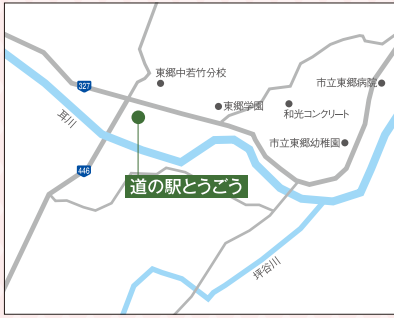 327
東郷中若竹分校
市立東郷病院
東郷学園
和光コンクリート
耳川
市立東郷幼稚園
446
道の駅とうごう
坪谷川